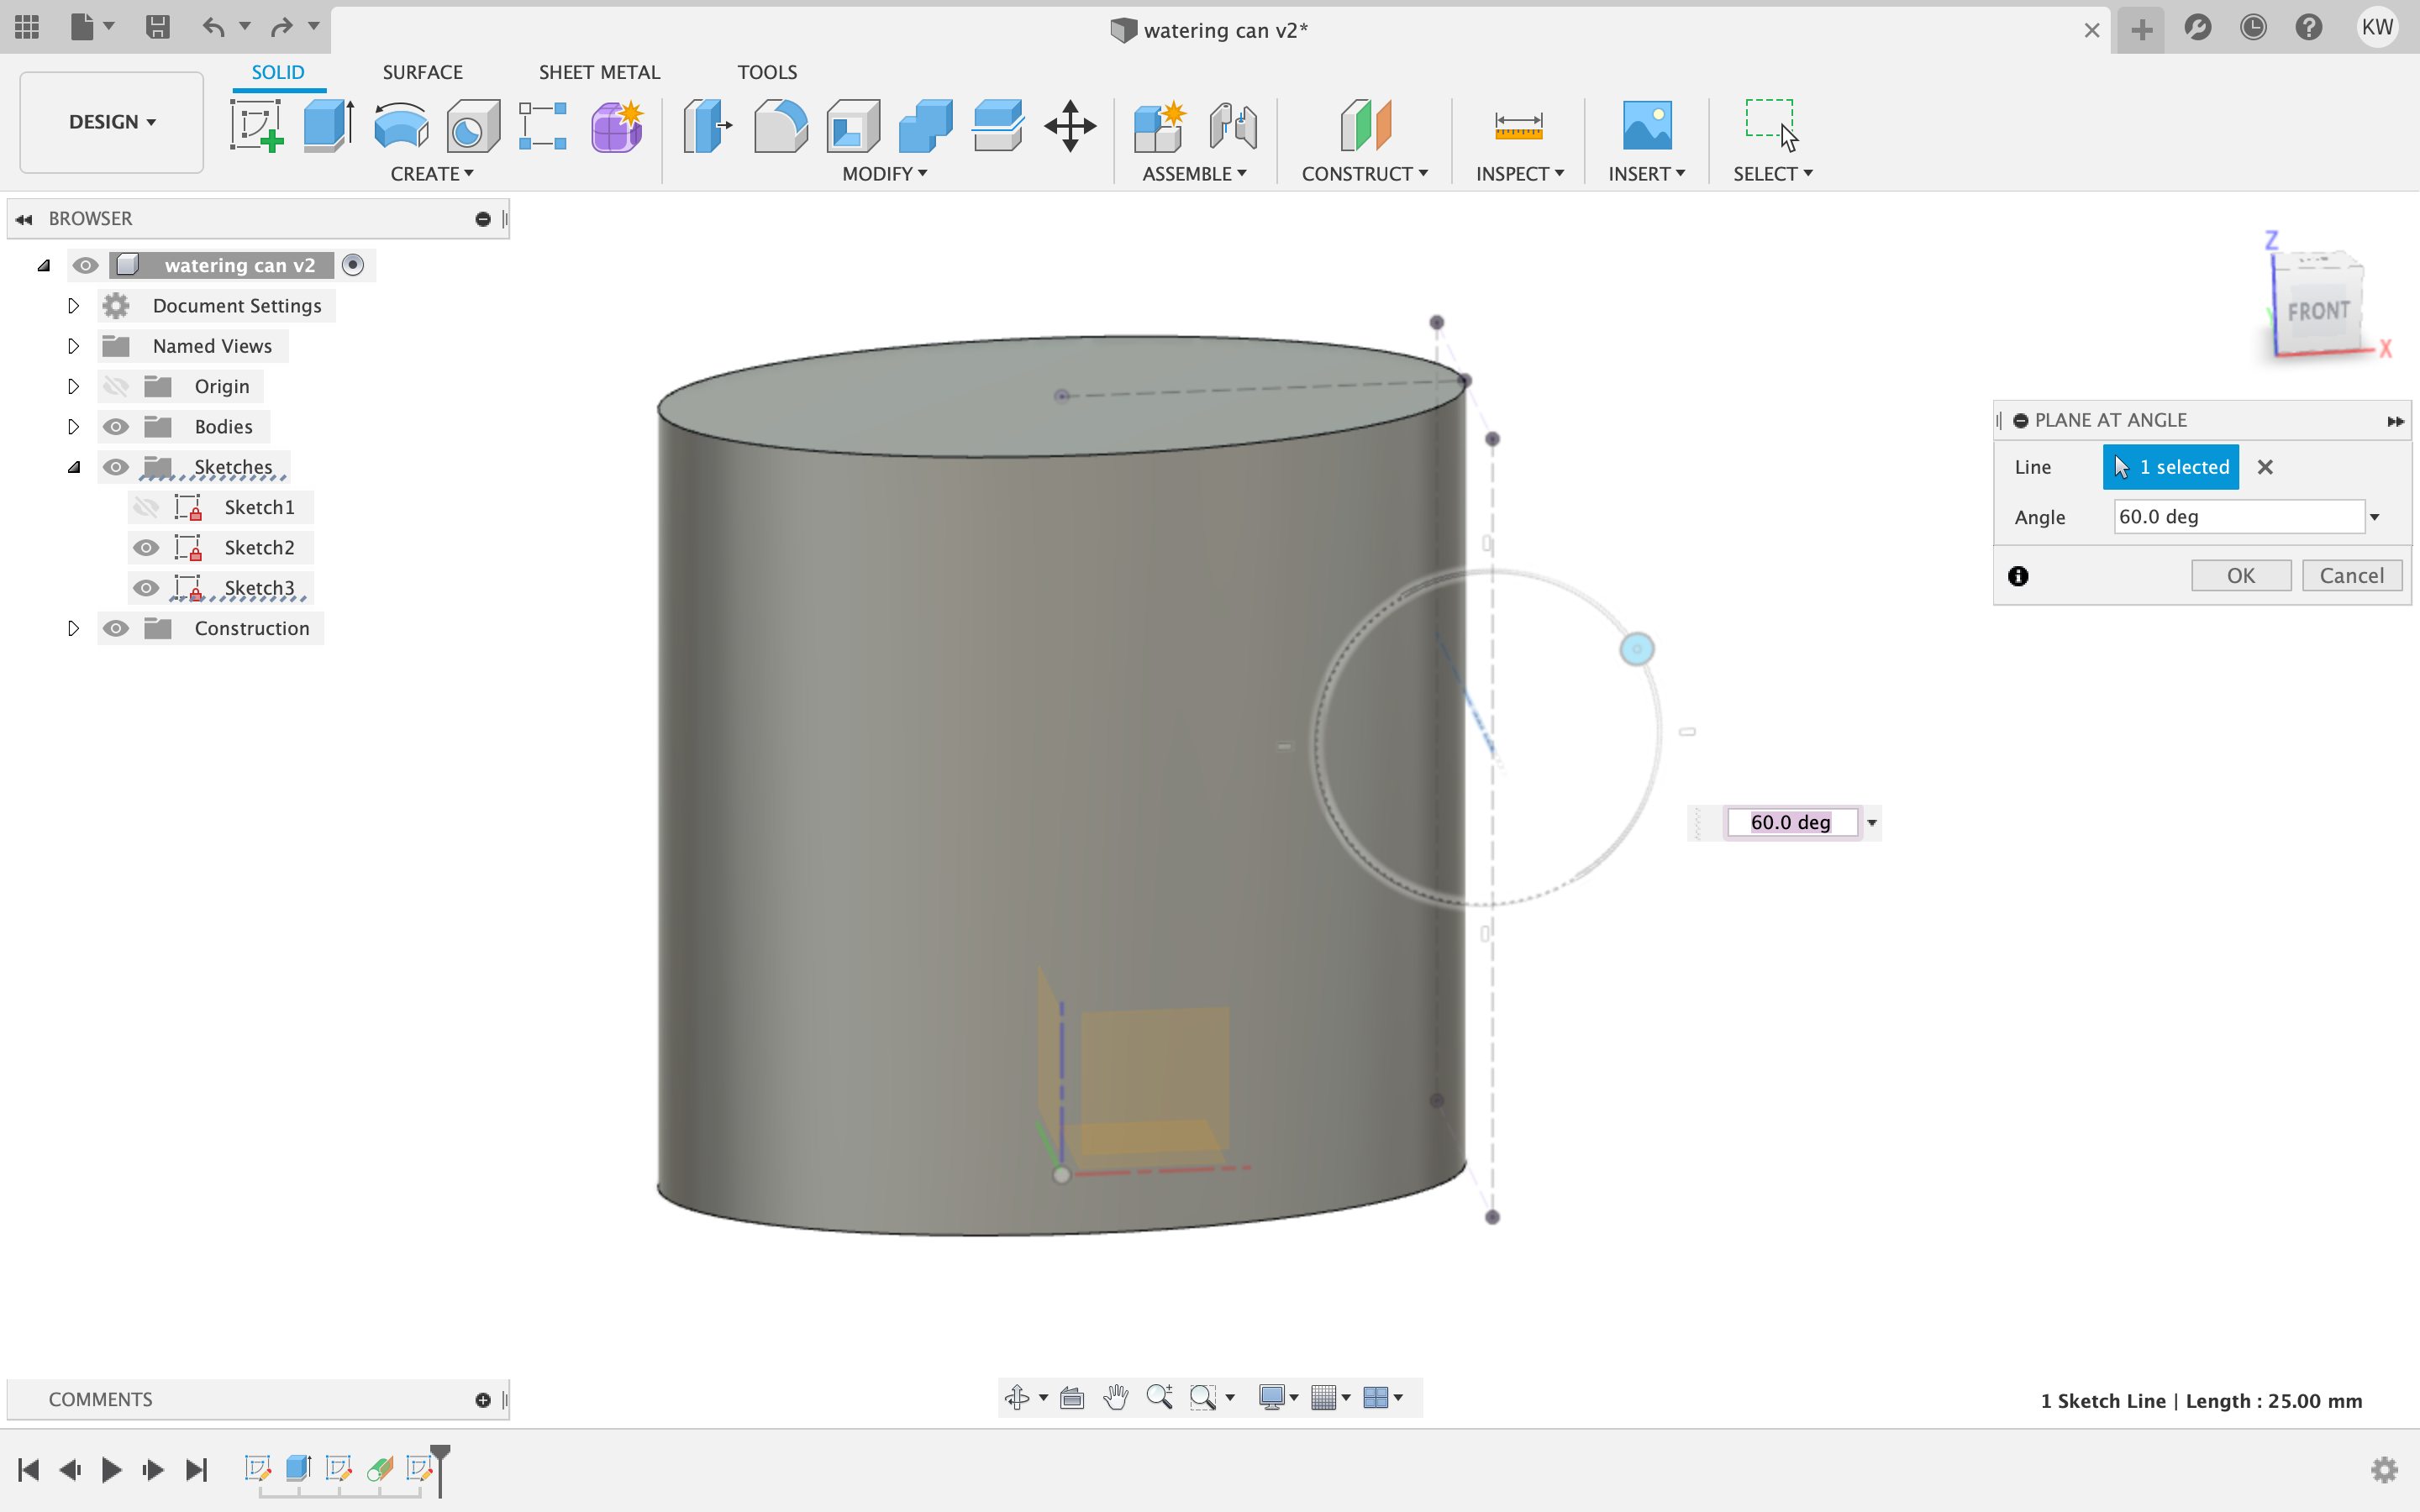 watering can v2*
KW
SOLID
SURFACE
SHEET METAL
TOOLS
DESIGN
CREATE
MODIFY
ASSEMBLE
CONSTRUCT
INSPECT
INSERT
SELECT
BROWSER
watering can v2
Document Settings
Named Views
Origin
Bodies
Sketches
Sketch1
Sketch2
Sketch3
Construction
Z
FRONT
X
PLANE AT ANGLE
Line
1 selected
Angle
60.0 deg
OK
Cancel
60.0 deg
COMMENTS
1 Sketch Line | Length : 25.00 mm